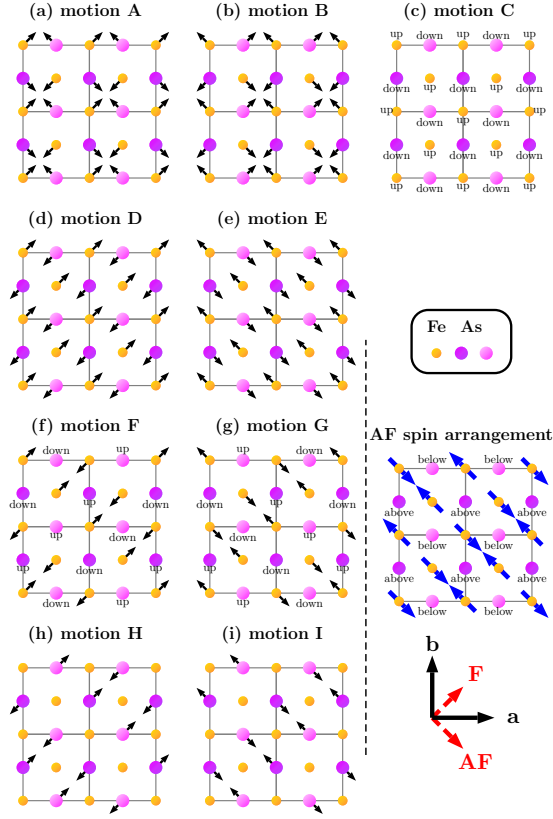 (a) motion A
(b) motion B
(c) motion C
up down up down up
down up down up down
up down up down up
down up down up down
up down up down up
(d) motion D
(e) motion E
Fe As
(f) motion F
down up
down up down
up down
up down up
down up
(g) motion G
down up
down up down
up down
up down up
down up
AF spin arrangement
below below
above above above
below below
above above above
below below
(h) motion H
(i) motion I
b
F
a
AF